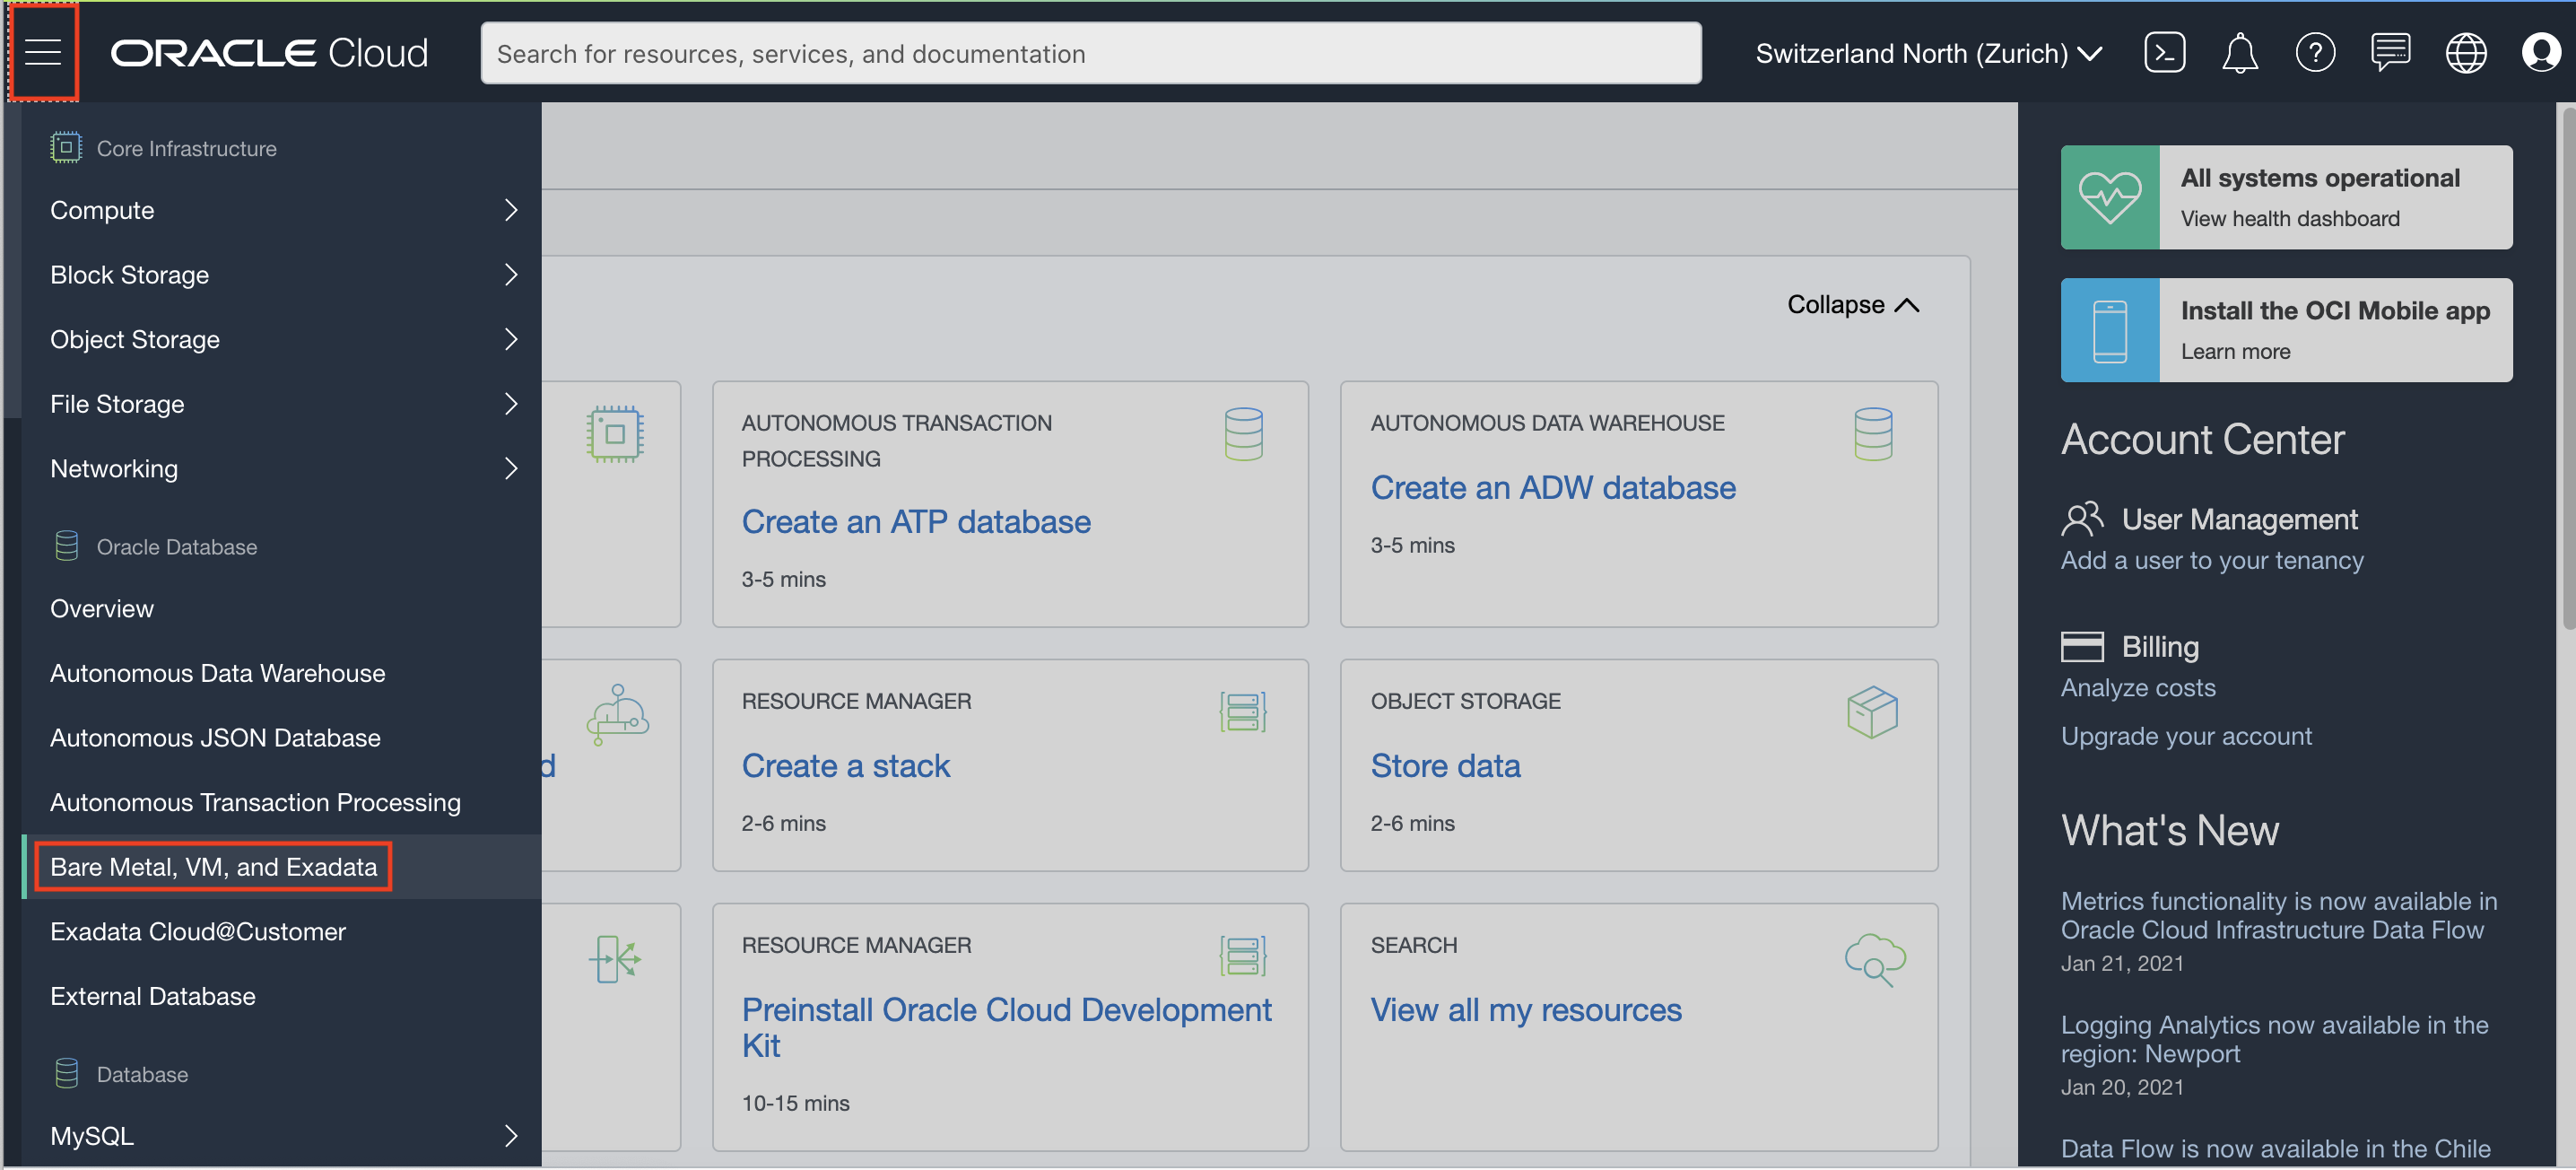 ORACLE Cloud
Search for resources, services, and documentation
Switzerland North (Zurich)
Core Infrastructure
Compute
Block Storage
Object Storage
File Storage
Networking
Oracle Database
Overview
Autonomous Data Warehouse
Autonomous JSON Database
Autonomous Transaction Processing
Bare Metal, VM, and Exadata
Exadata Cloud@Customer
External Database
Database
MySQL
Collapse
AUTONOMOUS TRANSACTION
PROCESSING
Create an ATP database
3-5 mins
AUTONOMOUS DATA WAREHOUSE
Create an ADW database
3-5 mins
d
RESOURCE MANAGER
Create a stack
2-6 mins
OBJECT STORAGE
Store data
2-6 mins
RESOURCE MANAGER
Preinstall Oracle Cloud Development
Kit
10-15 mins
SEARCH
View all my resources
All systems operational
View health dashboard
Install the OCI Mobile app
Learn more
Account Center
User Management
Add a user to your tenancy
Billing
Analyze costs
Upgrade your account
What's New
Metrics functionality is now available in
Oracle Cloud Infrastructure Data Flow
Jan 21, 2021
Logging Analytics now available in the
region: Newport
Jan 20, 2021
Data Flow is now available in the Chile